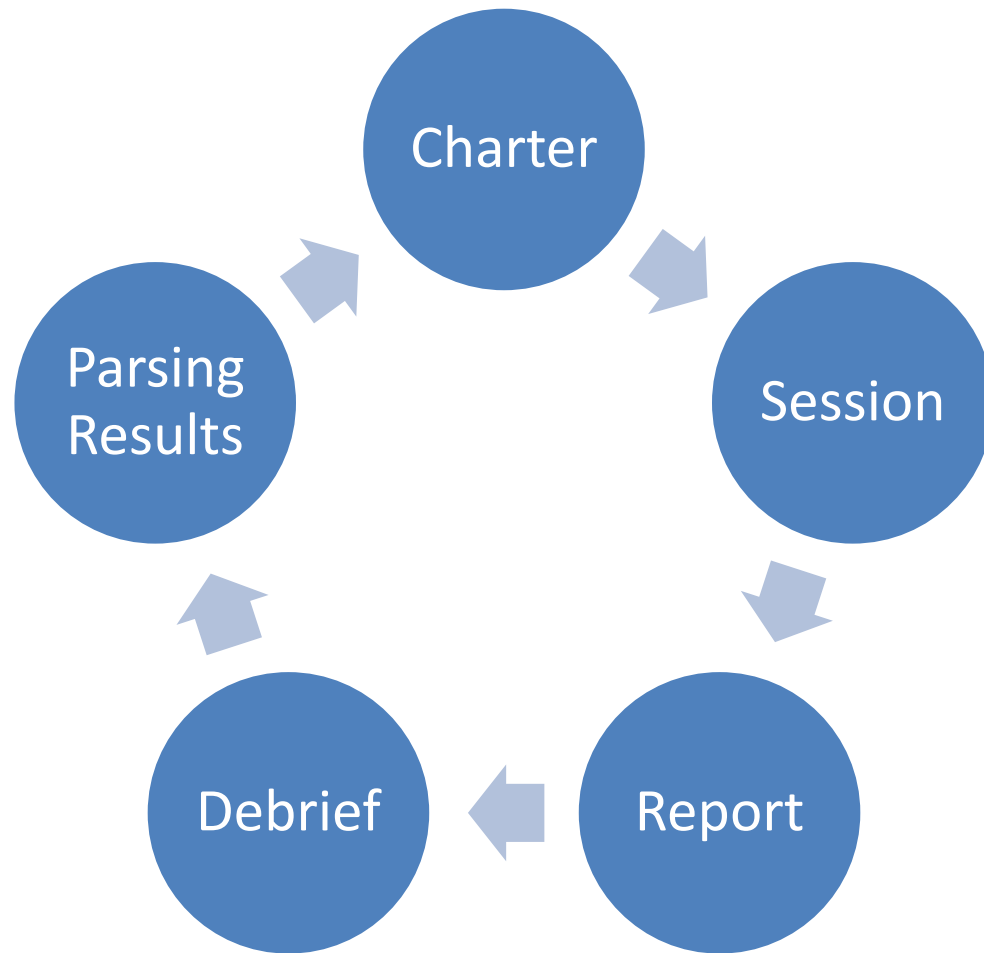 Charter
Session
Report
Debrief
Parsing
Results